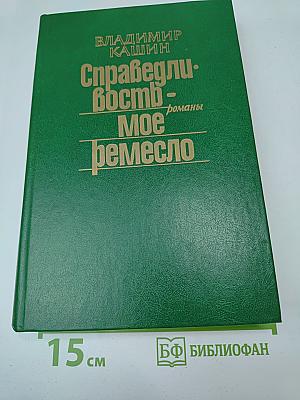 ВЛАДИМИР
КАШИН
Справедли-
вость -
романы
мое
ремесло
15 см
БФ БИБЛИОФАН